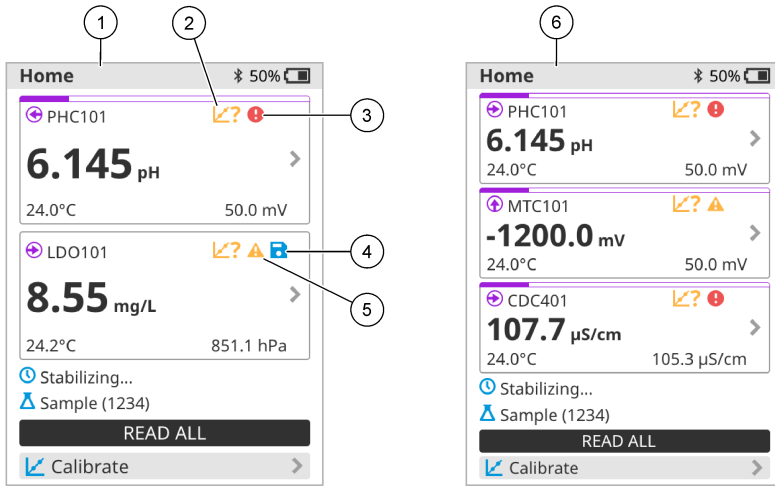 1
2
Home
50%
PHC101
?
3
6.145 pH
24.0°C
50.0 mV
LDO101
?
4
8.55 mg/L
5
24.2°C
851.1 hPa
Stabilizing...
Sample (1234)
READ ALL
Calibrate
6
Home
50%
PHC101
?
6.145 pH
24.0°C
50.0 mV
MTC101
?
-1200.0 mV
24.0°C
50.0 mV
CDC401
?
107.7 µS/cm
24.0°C
105.3 µS/cm
Stabilizing...
Sample (1234)
READ ALL
Calibrate